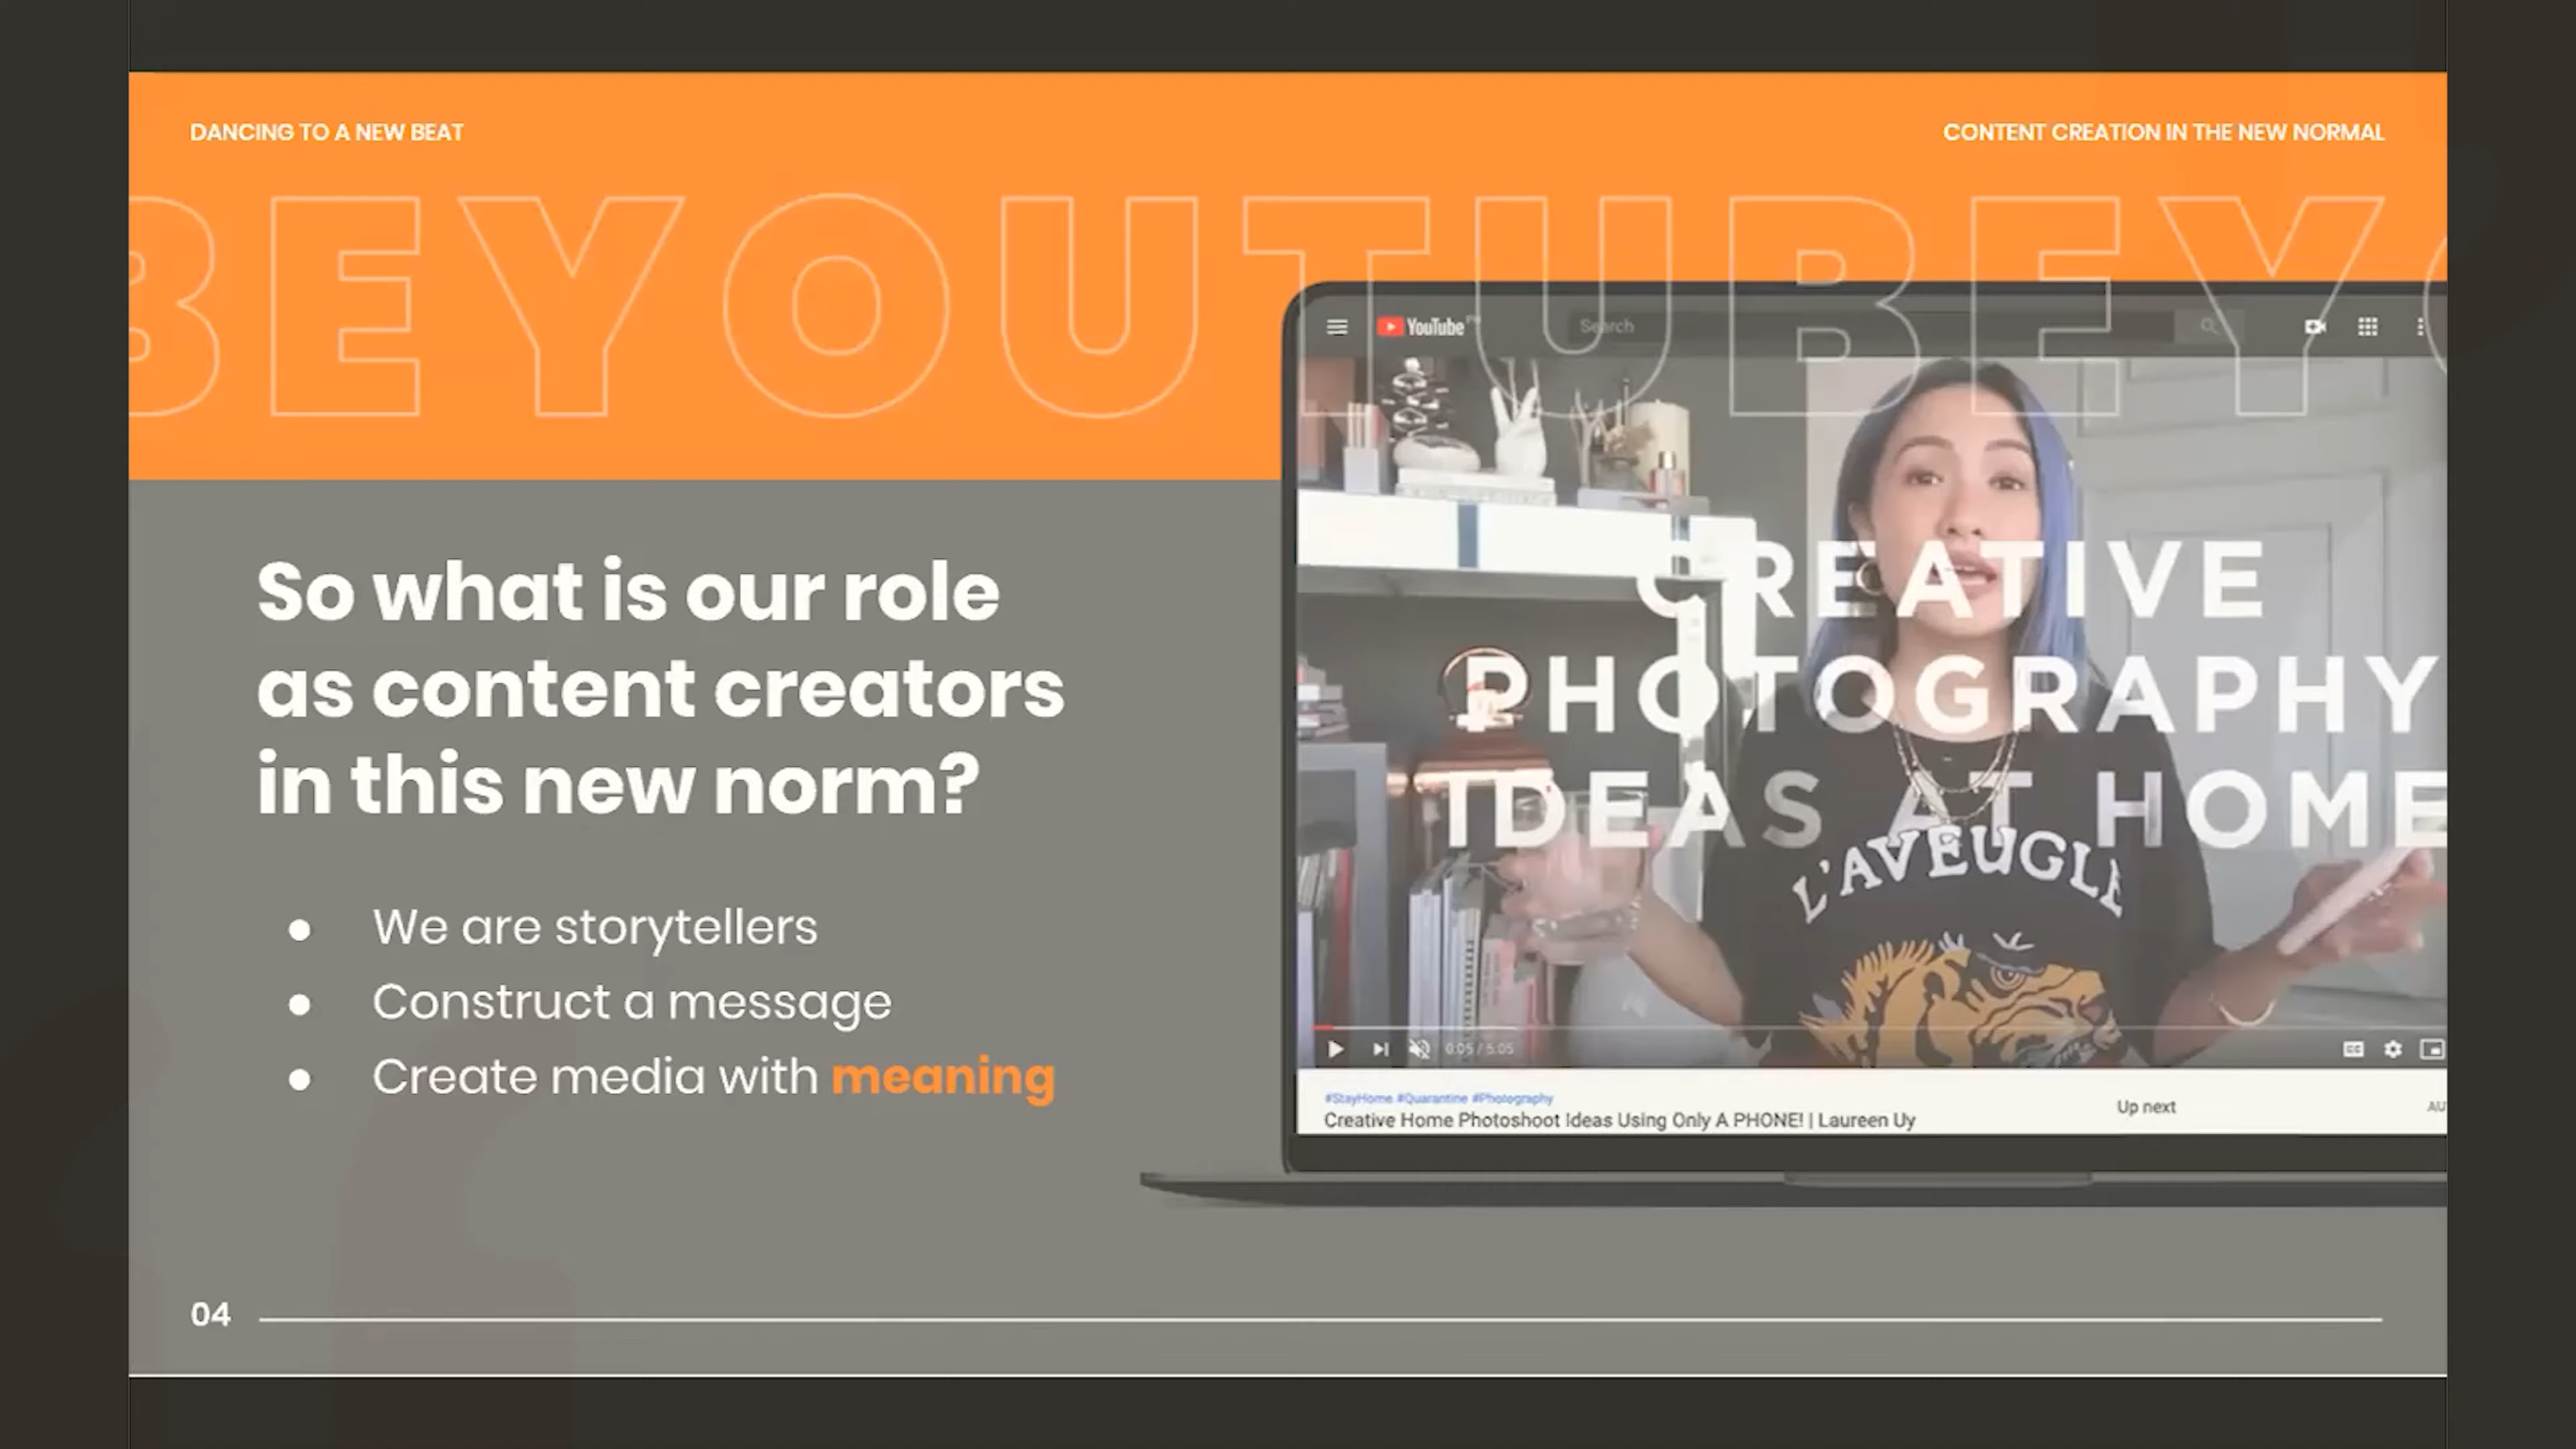 DANCING TO A NEW BEAT
CONTENT CREATION IN THE NEW NORMAL
BEYOUTUBEY
So what is our role
as content creators
in this new norm?
● We are storytellers
● Construct a message
● Create media with meaning
YouTube PH
Search
CREATIVE
PHOTOGRAPHY
IDEAS AT HOME
L'AVEUGLE
0:05 / 5:05
CC
#StayHome #Quarantine #Photography
Creative Home Photoshoot Ideas Using Only A PHONE! | Laureen Uy
Up next
AU
04